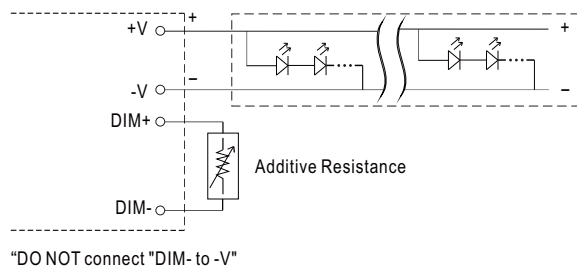 +V
+
+
-V
−
−
DIM+
Additive Resistance
DIM-
“DO NOT connect "DIM- to -V"